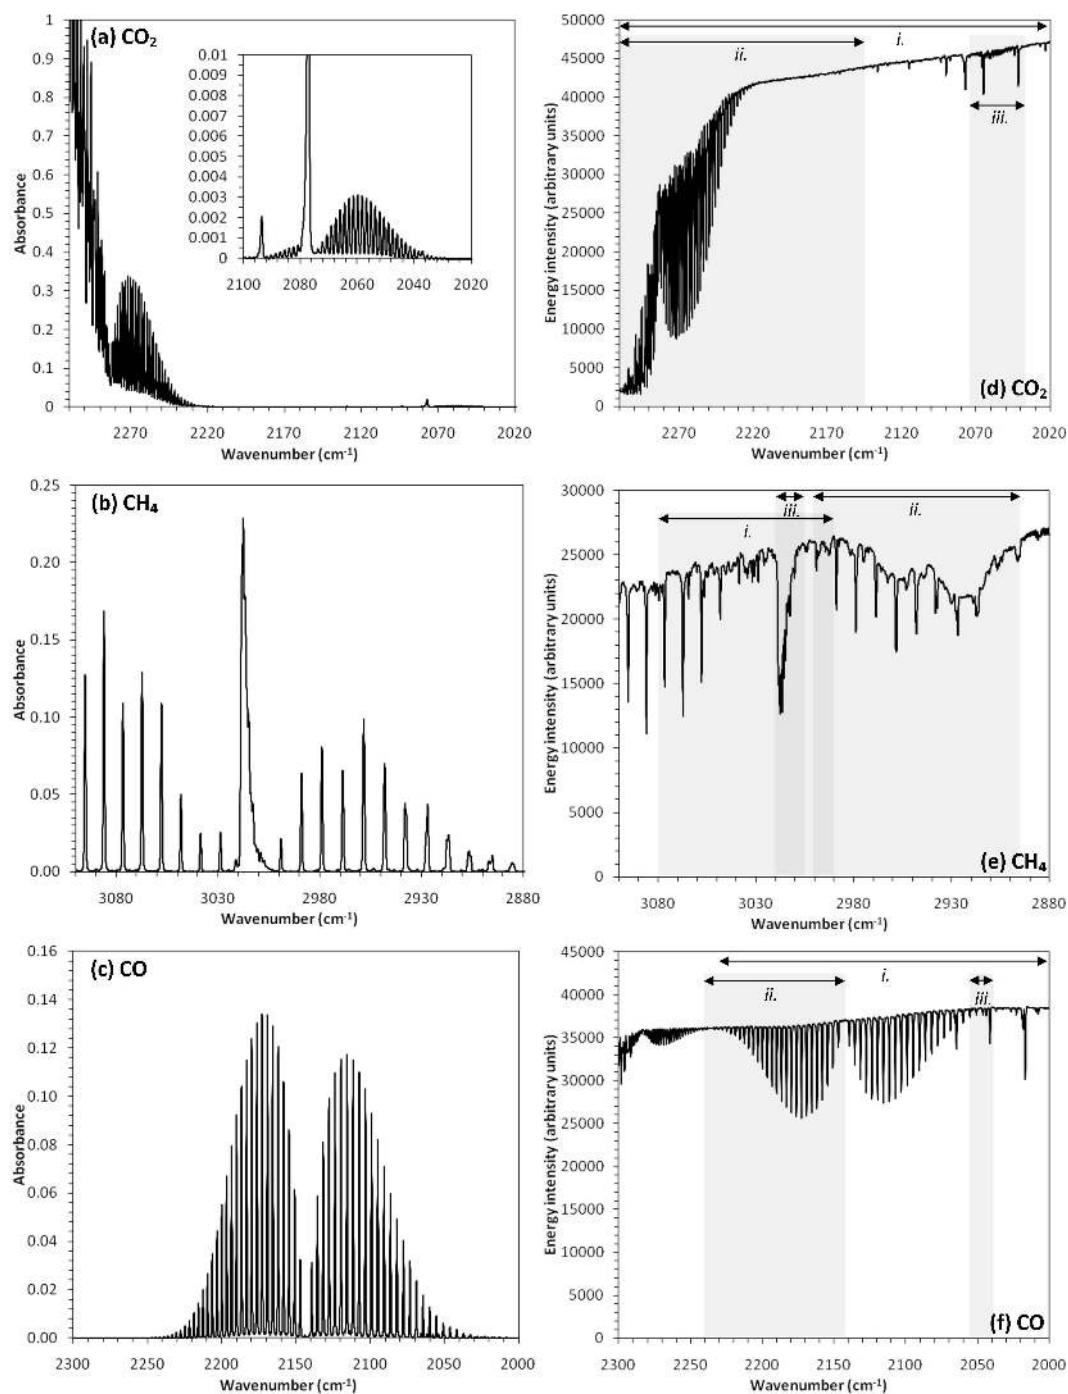 (a) CO₂
Absorbance
1
0.9
0.8
0.7
0.6
0.5
0.4
0.3
0.2
0.1
0
0.01
0.009
0.008
0.007
0.006
0.005
0.004
0.003
0.002
0.001
0
2100 2080 2060 2040 2020
2270 2220 2170 2120 2070 2020
Wavenumber (cm⁻¹)
(d) CO₂
Energy intensity (arbitrary units)
50000
45000
40000
35000
30000
25000
20000
15000
10000
5000
0
i.
ii.
iii.
2270 2220 2170 2120 2070 2020
Wavenumber (cm⁻¹)
(b) CH₄
Absorbance
0.25
0.20
0.15
0.10
0.05
0.00
3080 3030 2980 2930 2880
Wavenumber (cm⁻¹)
(e) CH₄
Energy intensity (arbitrary units)
30000
25000
20000
15000
10000
5000
0
iii.
ii.
i.
3080 3030 2980 2930 2880
Wavenumber (cm⁻¹)
(c) CO
Absorbance
0.16
0.14
0.12
0.10
0.08
0.06
0.04
0.02
0.00
2300 2250 2200 2150 2100 2050 2000
Wavenumber (cm⁻¹)
(f) CO
Energy intensity (arbitrary units)
45000
40000
35000
30000
25000
20000
15000
10000
5000
0
i.
ii.
iii.
2300 2250 2200 2150 2100 2050 2000
Wavenumber (cm⁻¹)